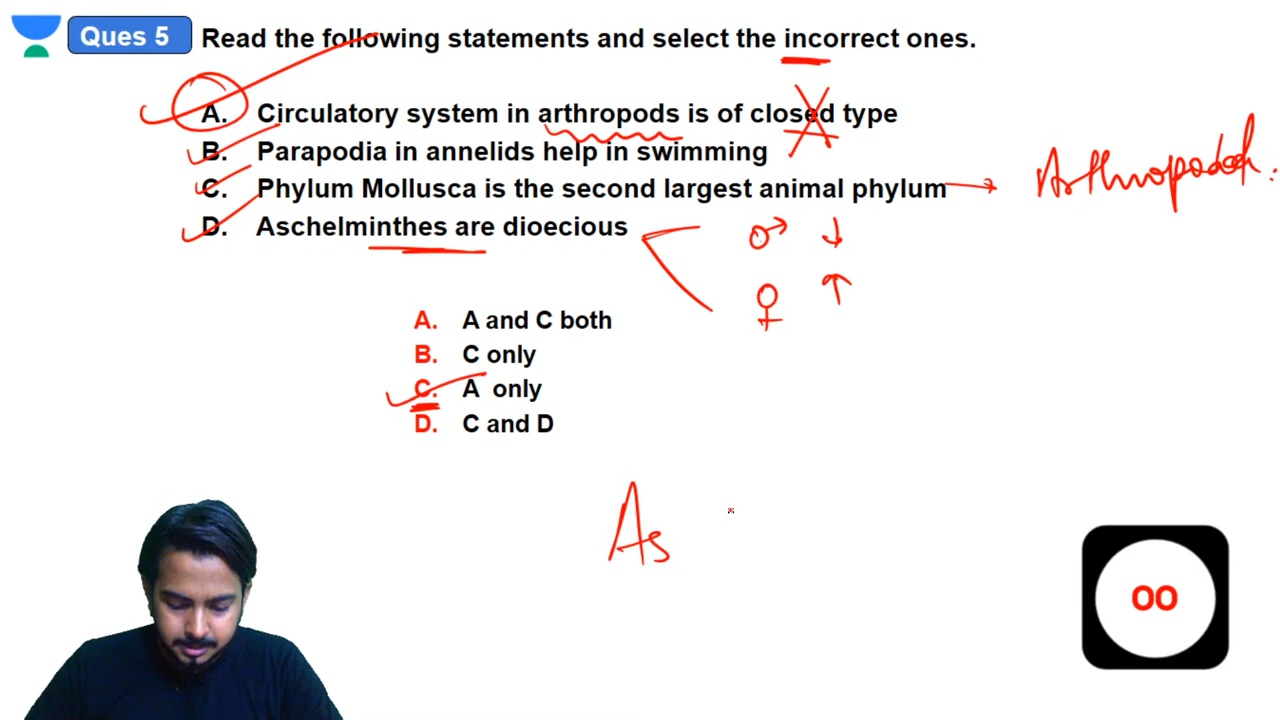 Ques 5 Read the following statements and select the incorrect ones.
A. Circulatory system in arthropods is of closed type
B. Parapodia in annelids help in swimming
C. Phylum Mollusca is the second largest animal phylum
D. Aschelminthes are dioecious
♂ ↓
♀ ↑
A. A and C both
B. C only
C. A only
D. C and D
As
00